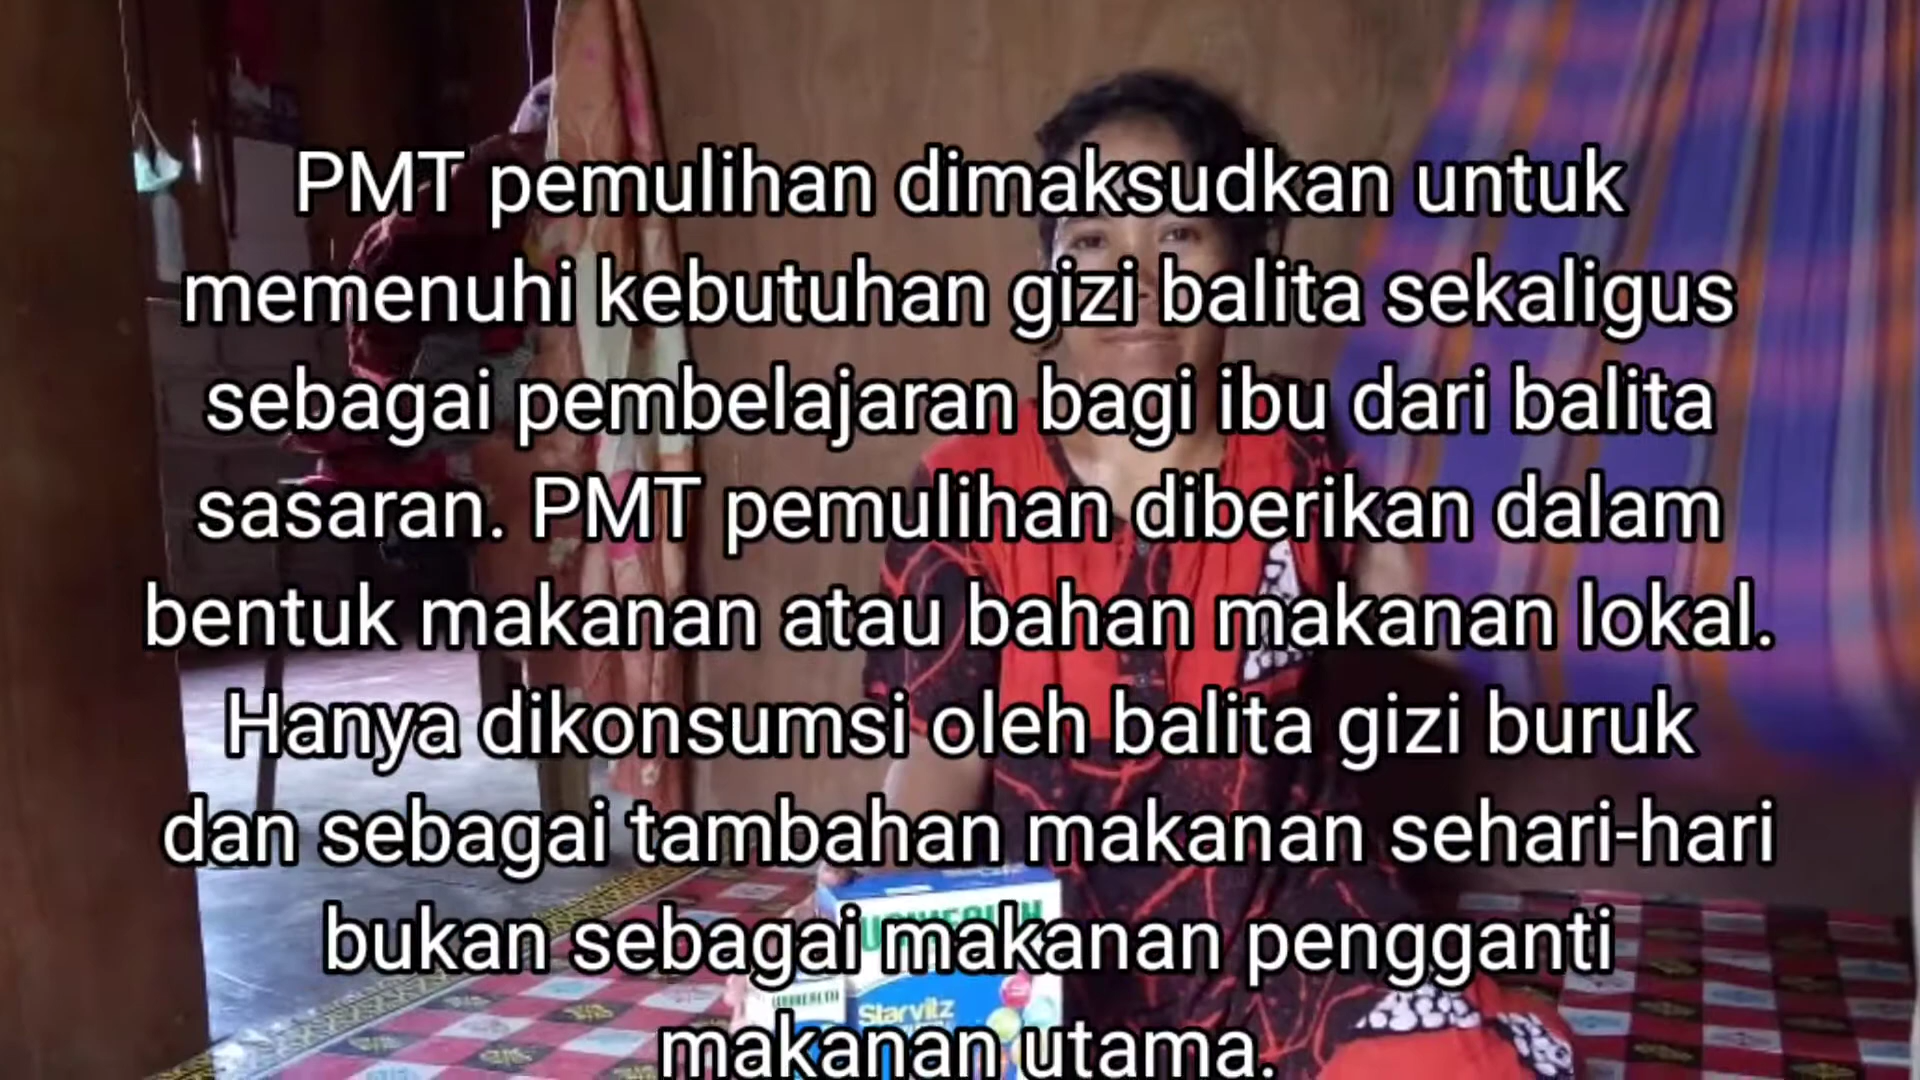 PMT pemulihan dimaksudkan untuk
memenuhi kebutuhan gizi balita sekaligus
sebagai pembelajaran bagi ibu dari balita
sasaran. PMT pemulihan diberikan dalam
bentuk makanan atau bahan makanan lokal.
Hanya dikonsumsi oleh balita gizi buruk
dan sebagai tambahan makanan sehari-hari
bukan sebagai makanan pengganti
makanan utama.
UNIHEALTH
Starvitz